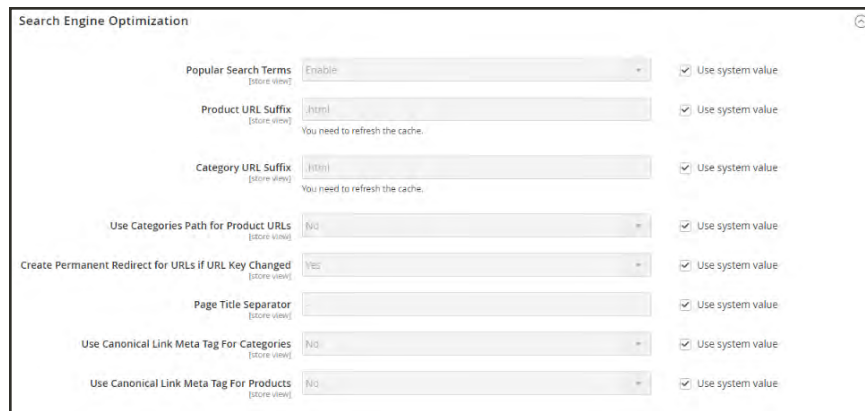 Search Engine Optimization
Popular Search Terms Enable Use system value
[store view]
Product URL Suffix .html Use system value
[store view]
You need to refresh the cache.
Category URL Suffix .html Use system value
[store view]
You need to refresh the cache.
Use Categories Path for Product URLs No Use system value
[store view]
Create Permanent Redirect for URLs if URL Key Changed Yes Use system value
[store view]
Page Title Separator - Use system value
[store view]
Use Canonical Link Meta Tag For Categories No Use system value
[store view]
Use Canonical Link Meta Tag For Products No Use system value
[store view]